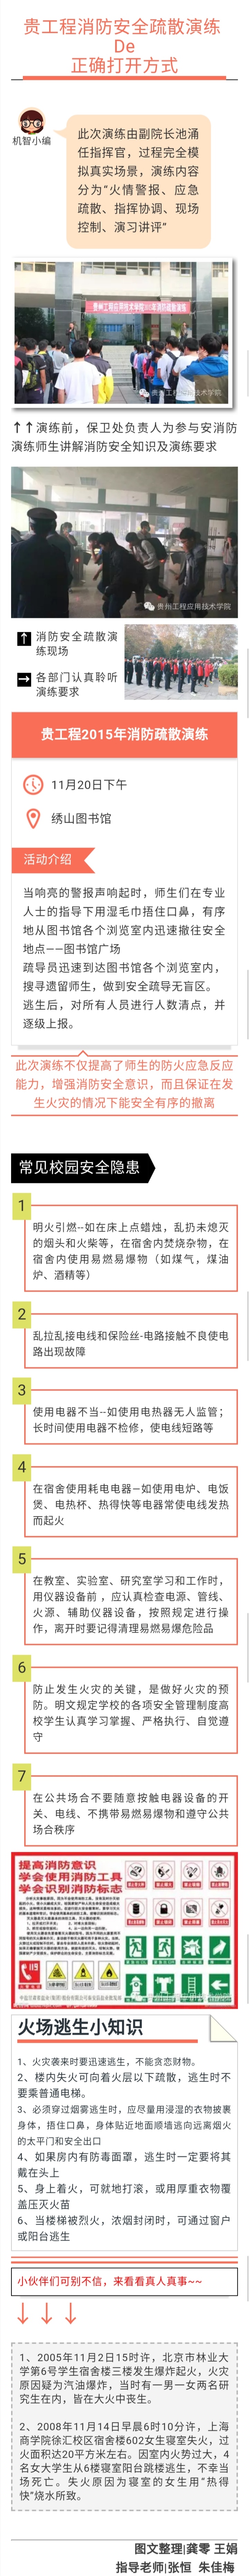 贵工程消防安全疏散演练
De
正确打开方式
机智小编
此次演练由副院长池涌
任指挥官，过程完全模
拟真实场景，演练内容
分为“火情警报、应急
疏散、指挥协调、现场
控制、演习讲评”
↑↑演练前，保卫处负责人为参与安消防
演练师生讲解消防安全知识及演练要求
贵州工程应用技术学院
↑ 消防安全疏散演
练现场
→ 各部门认真聆听
演练要求
贵工程2015年消防疏散演练
11月20日下午
绣山图书馆
活动介绍
当响亮的警报声响起时，师生们在专业
人士的指导下用湿毛巾捂住口鼻，有序
地从图书馆各个浏览室内迅速撤往安全
地点——图书馆广场
疏导员迅速到达图书馆各个浏览室内，
搜寻遗留师生，做到安全疏导无盲区。
逃生后，对所有人员进行人数清点，并
逐级上报。
此次演练不仅提高了师生的防火应急反应
能力，增强消防安全意识，而且保证在发
生火灾的情况下能安全有序的撤离
常见校园安全隐患
1
明火引燃--如在床上点蜡烛，乱扔未熄灭
的烟头和火柴等，在宿舍内焚烧杂物，在
宿舍内使用易燃易爆物（如煤气，煤油
炉、酒精等）
2
乱拉乱接电线和保险丝-电路接触不良使电
路出现故障
3
使用电器不当--如使用电热器无人监管；
长时间使用电器不检修，使电线短路等
4
在宿舍使用耗电电器—如使用电炉、电饭
煲、电热杯、热得快等电器常使电线发热
而起火
5
在教室、实验室、研究室学习和工作时，
用仪器设备前 ，应认真检查电源、管线、
火源、辅助仪器设备，按照规定进行操
作，离开时要记得清理易燃易爆危险品
6
防止发生火灾的关键，是做好火灾的预
防。明文规定学校的各项安全管理制度高
校学生认真学习掌握、严格执行、自觉遵
守
7
在公共场合不要随意按触电器设备的开
关、电线、不携带易燃易爆物和遵守公共
场合秩序
提高消防意识
学会使用消防工具
学会识别消防标志
119
火场逃生小知识
1、火灾袭来时要迅速逃生，不能贪恋财物。
2、楼内失火可向着火层以下疏散，逃生时不
要乘普通电梯。
3、必须穿过烟雾逃生时，应尽量用浸湿的衣物披裹
身体，捂住口鼻，身体贴近地面顺墙逃向远离烟火
的太平门和安全出口
4、如果房内有防毒面罩，逃生时一定要将其
戴在头上
5、身上着火，可就地打滚，或用厚重衣物覆
盖压灭火苗
6、当楼梯被烈火，浓烟封闭时，可通过窗户
或阳台逃生
小伙伴们可别不信，来看看真人真事~~
↓ ↓ ↓
1、2005年11月2日15时许，北京市林业大
学第6号学生宿舍楼三楼发生爆炸起火，火灾
原因疑为汽油爆炸，当时有一男一女两名研
究生在内，皆在大火中丧生。
2、2008年11月14日早晨6时10分许，上海
商学院徐汇校区宿舍楼602女生寝室失火，过
火面积达20平方米左右。因室内火势过大，4
名女大学生从6楼寝室阳台跳楼逃生，不幸当
场死亡。失火原因为寝室的女生用“热得
快”烧水所致。
图文整理|龚零 王娟
指导老师|张恒 朱佳梅